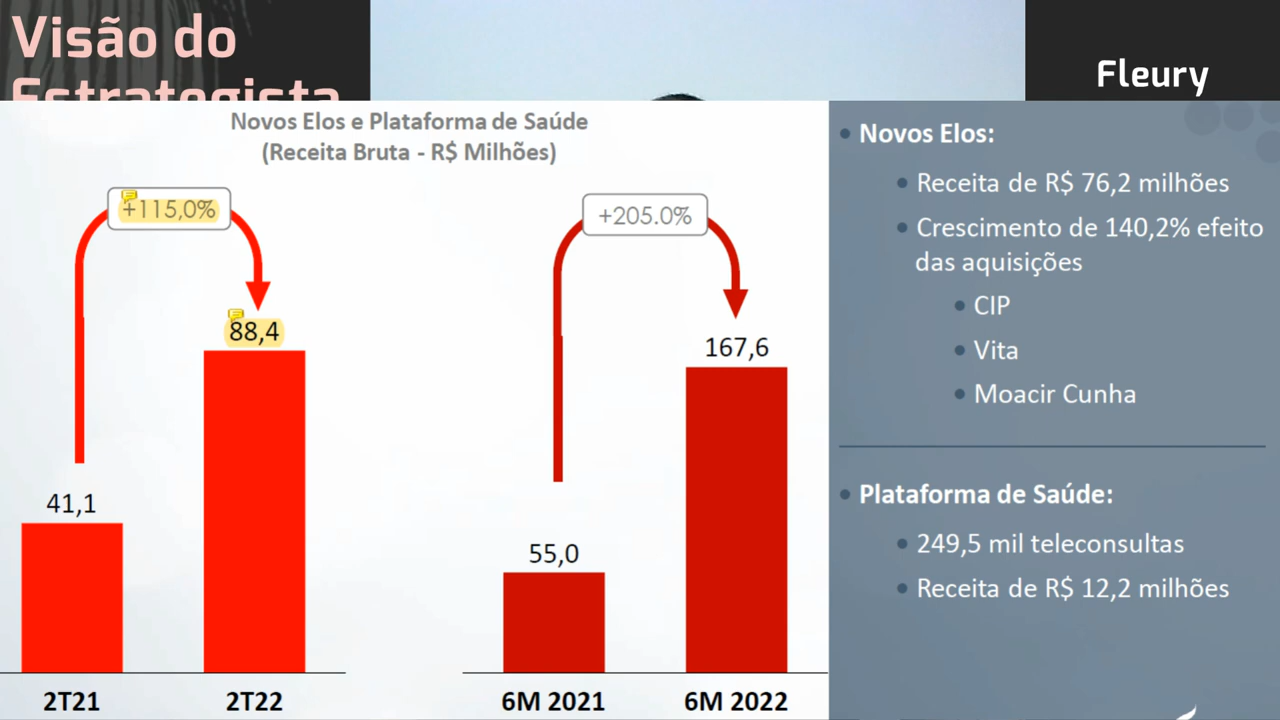 Visão do
Estrategista
Fleury
Novos Elos e Plataforma de Saúde
(Receita Bruta - R$ Milhões)
+115,0%
+205.0%
88,4
167,6
41,1
55,0
2T21
2T22
6M 2021
6M 2022
Novos Elos:
Receita de R$ 76,2 milhões
Crescimento de 140,2% efeito
das aquisições
CIP
Vita
Moacir Cunha
Plataforma de Saúde:
249,5 mil teleconsultas
Receita de R$ 12,2 milhões